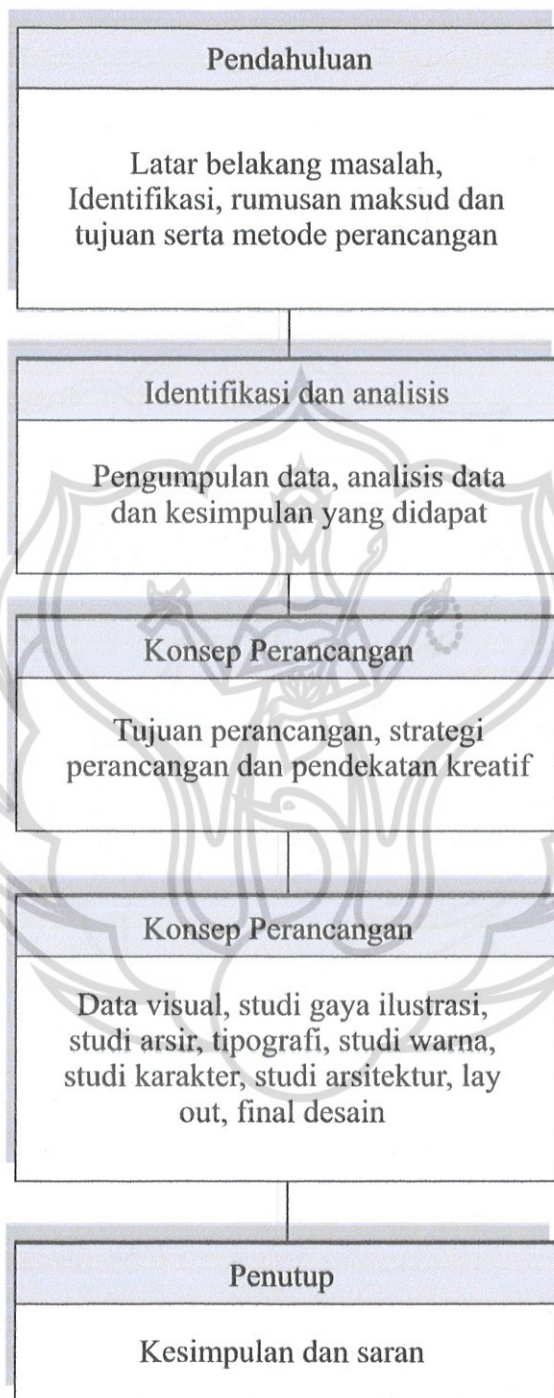 Pendahuluan
Latar belakang masalah,
Identifikasi, rumusan maksud dan
tujuan serta metode perancangan
Identifikasi dan analisis
Pengumpulan data, analisis data
dan kesimpulan yang didapat
Konsep Perancangan
Tujuan perancangan, strategi
perancangan dan pendekatan kreatif
Konsep Perancangan
Data visual, studi gaya ilustrasi,
studi arsir, tipografi, studi warna,
studi karakter, studi arsitektur, lay
out, final desain
Penutup
Kesimpulan dan saran